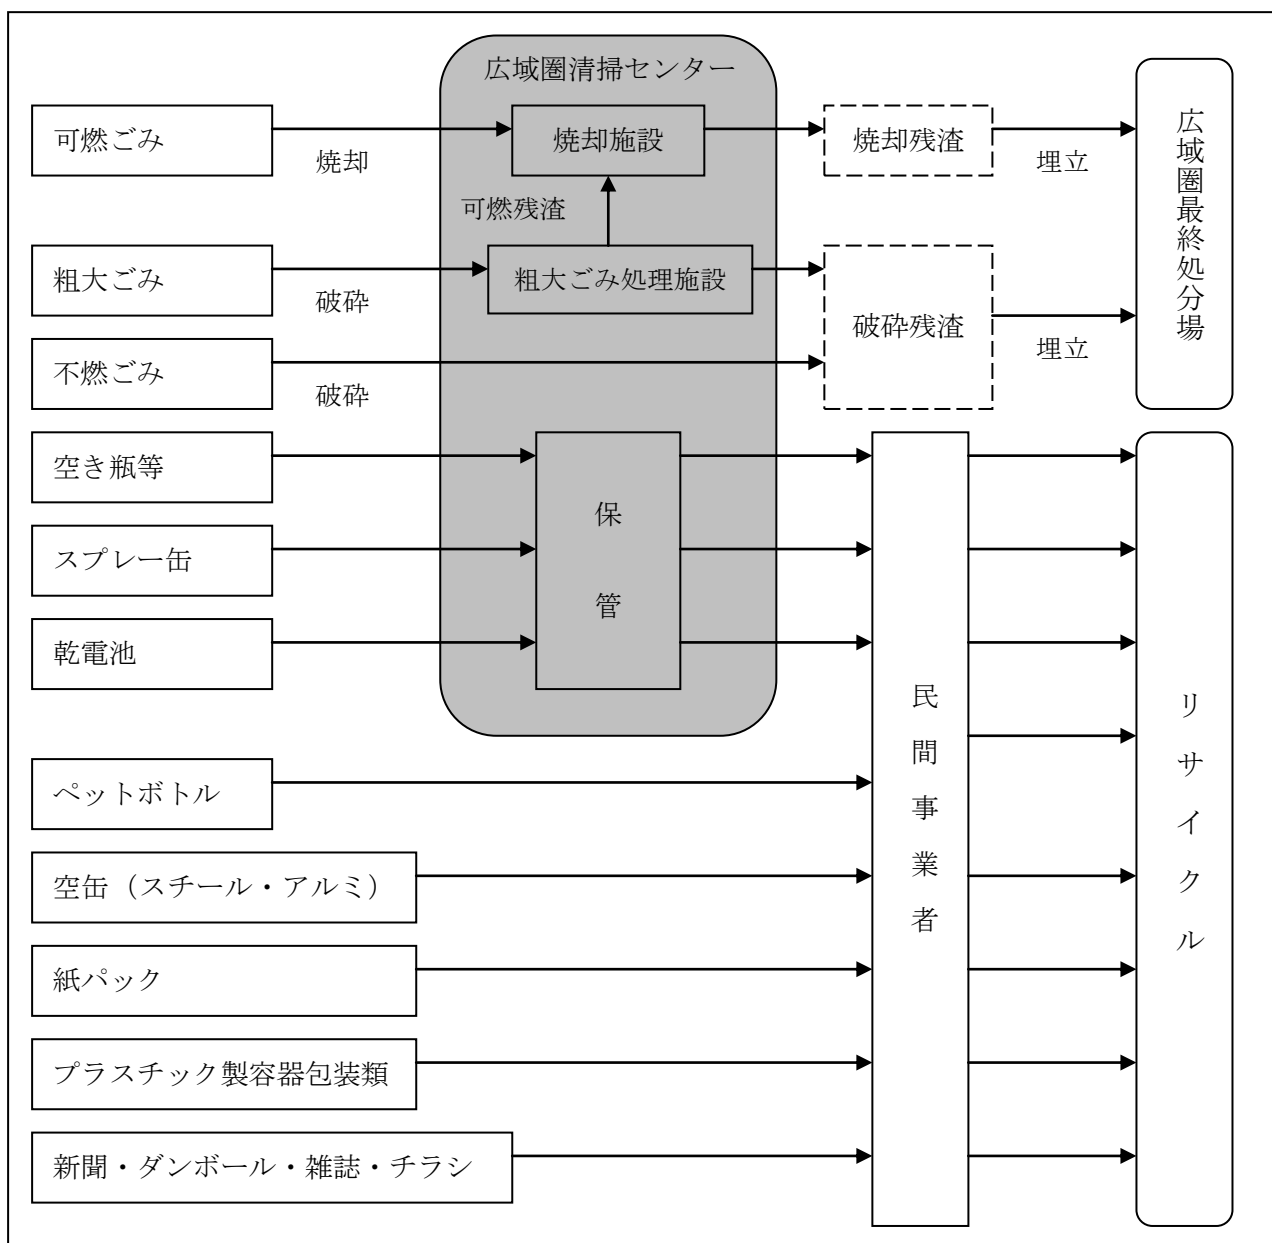 広域圏清掃センター
可燃ごみ
焼却
焼却施設
焼却残渣
埋立
広域圏最終処分場
可燃残渣
粗大ごみ
破砕
粗大ごみ処理施設
破砕残渣
埋立
不燃ごみ
破砕
空き瓶等
スプレー缶
乾電池
保管
民間事業者
リサイクル
ペットボトル
空缶（スチール・アルミ）
紙パック
プラスチック製容器包装類
新聞・ダンボール・雑誌・チラシ